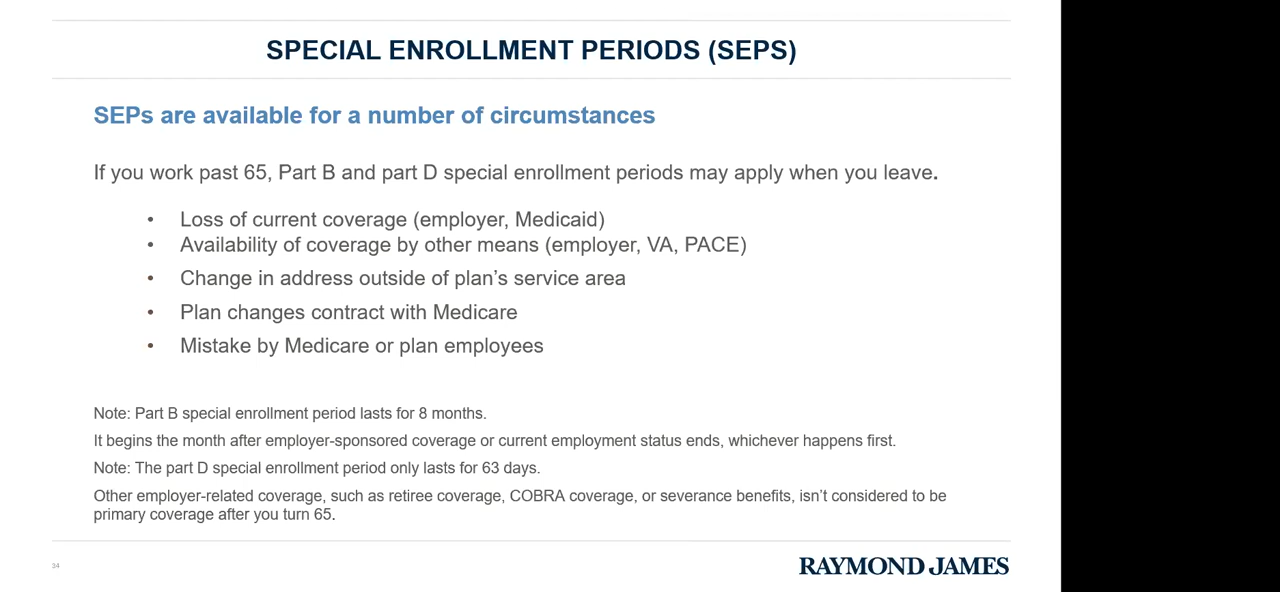 SPECIAL ENROLLMENT PERIODS (SEPS)
SEPs are available for a number of circumstances
If you work past 65, Part B and part D special enrollment periods may apply when you leave.
• Loss of current coverage (employer, Medicaid)
• Availability of coverage by other means (employer, VA, PACE)
• Change in address outside of plan’s service area
• Plan changes contract with Medicare
• Mistake by Medicare or plan employees
Note: Part B special enrollment period lasts for 8 months.
It begins the month after employer-sponsored coverage or current employment status ends, whichever happens first.
Note: The part D special enrollment period only lasts for 63 days.
Other employer-related coverage, such as retiree coverage, COBRA coverage, or severance benefits, isn’t considered to be
primary coverage after you turn 65.
34
RAYMOND JAMES